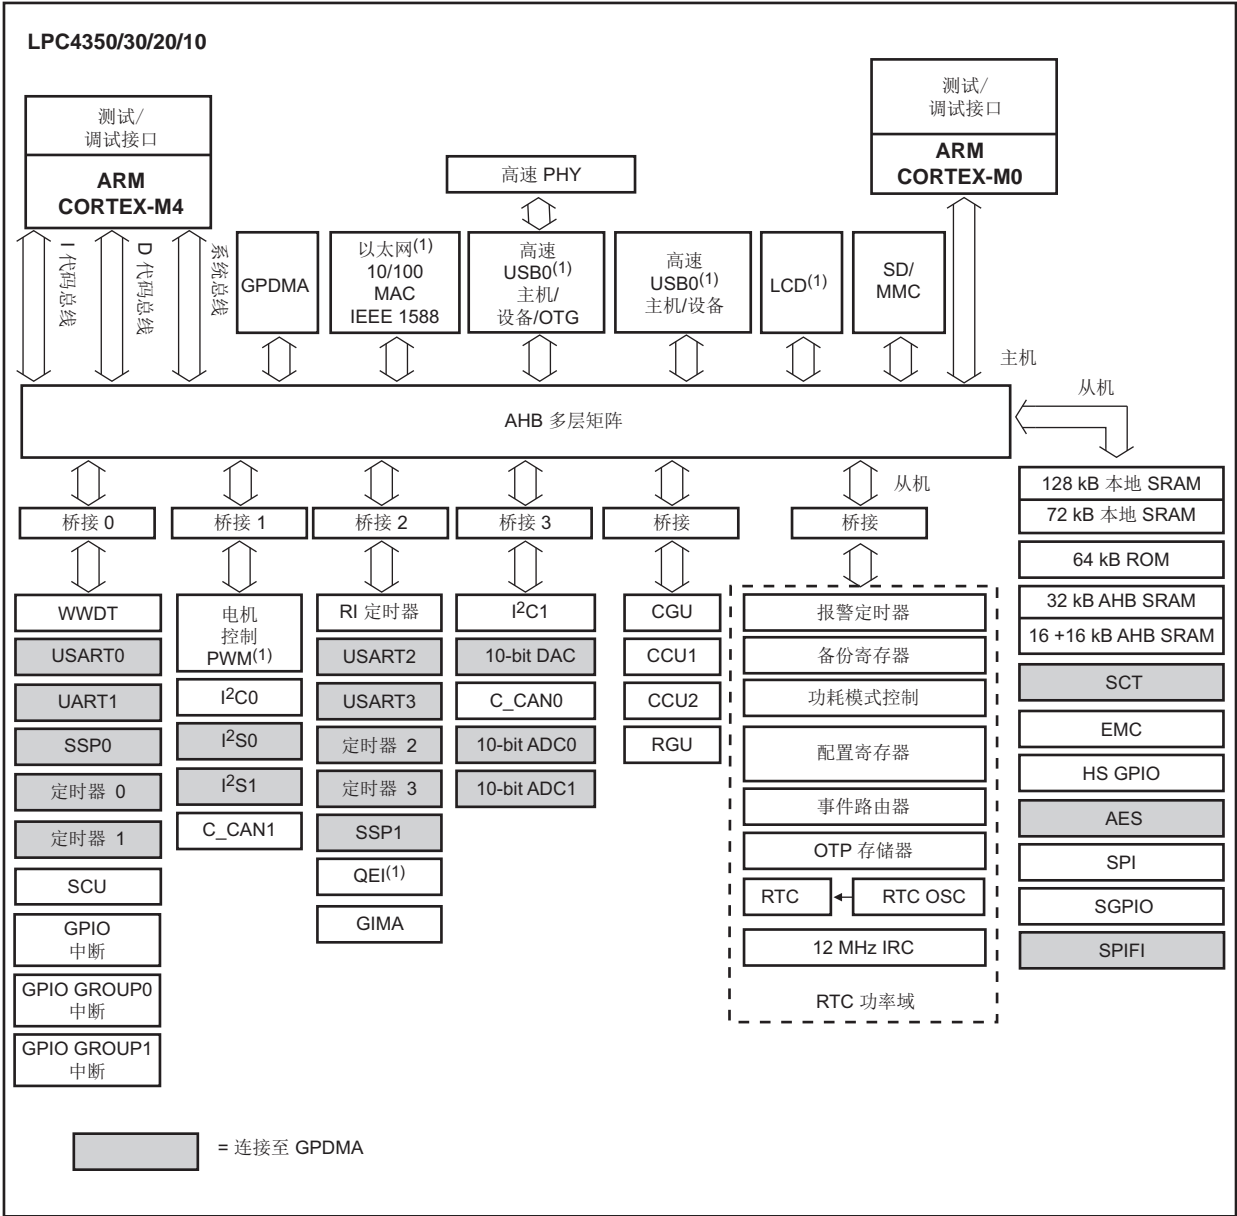 LPC4350/30/20/10
测试/
调试接口
ARM
CORTEX-M4
测试/
调试接口
ARM
CORTEX-M0
高速 PHY
I 代码总线
D 代码总线
系统总线
GPDMA
以太网(1)
10/100
MAC
IEEE 1588
高速
USB0(1)
主机/
设备/OTG
高速
USB0(1)
主机/设备
LCD(1)
SD/
MMC
主机
从机
AHB 多层矩阵
从机
桥接 0
桥接 1
桥接 2
桥接 3
桥接
桥接
WWDT
USART0
UART1
SSP0
定时器 0
定时器 1
SCU
GPIO
中断
GPIO GROUP0
中断
GPIO GROUP1
中断
电机
控制
PWM(1)
I2C0
I2S0
I2S1
C_CAN1
RI 定时器
USART2
USART3
定时器 2
定时器 3
SSP1
QEI(1)
GIMA
I2C1
10-bit DAC
C_CAN0
10-bit ADC0
10-bit ADC1
CGU
CCU1
CCU2
RGU
报警定时器
备份寄存器
功耗模式控制
配置寄存器
事件路由器
OTP 存储器
RTC
RTC OSC
12 MHz IRC
RTC 功率域
128 kB 本地 SRAM
72 kB 本地 SRAM
64 kB ROM
32 kB AHB SRAM
16 +16 kB AHB SRAM
SCT
EMC
HS GPIO
AES
SPI
SGPIO
SPIFI
= 连接至 GPDMA